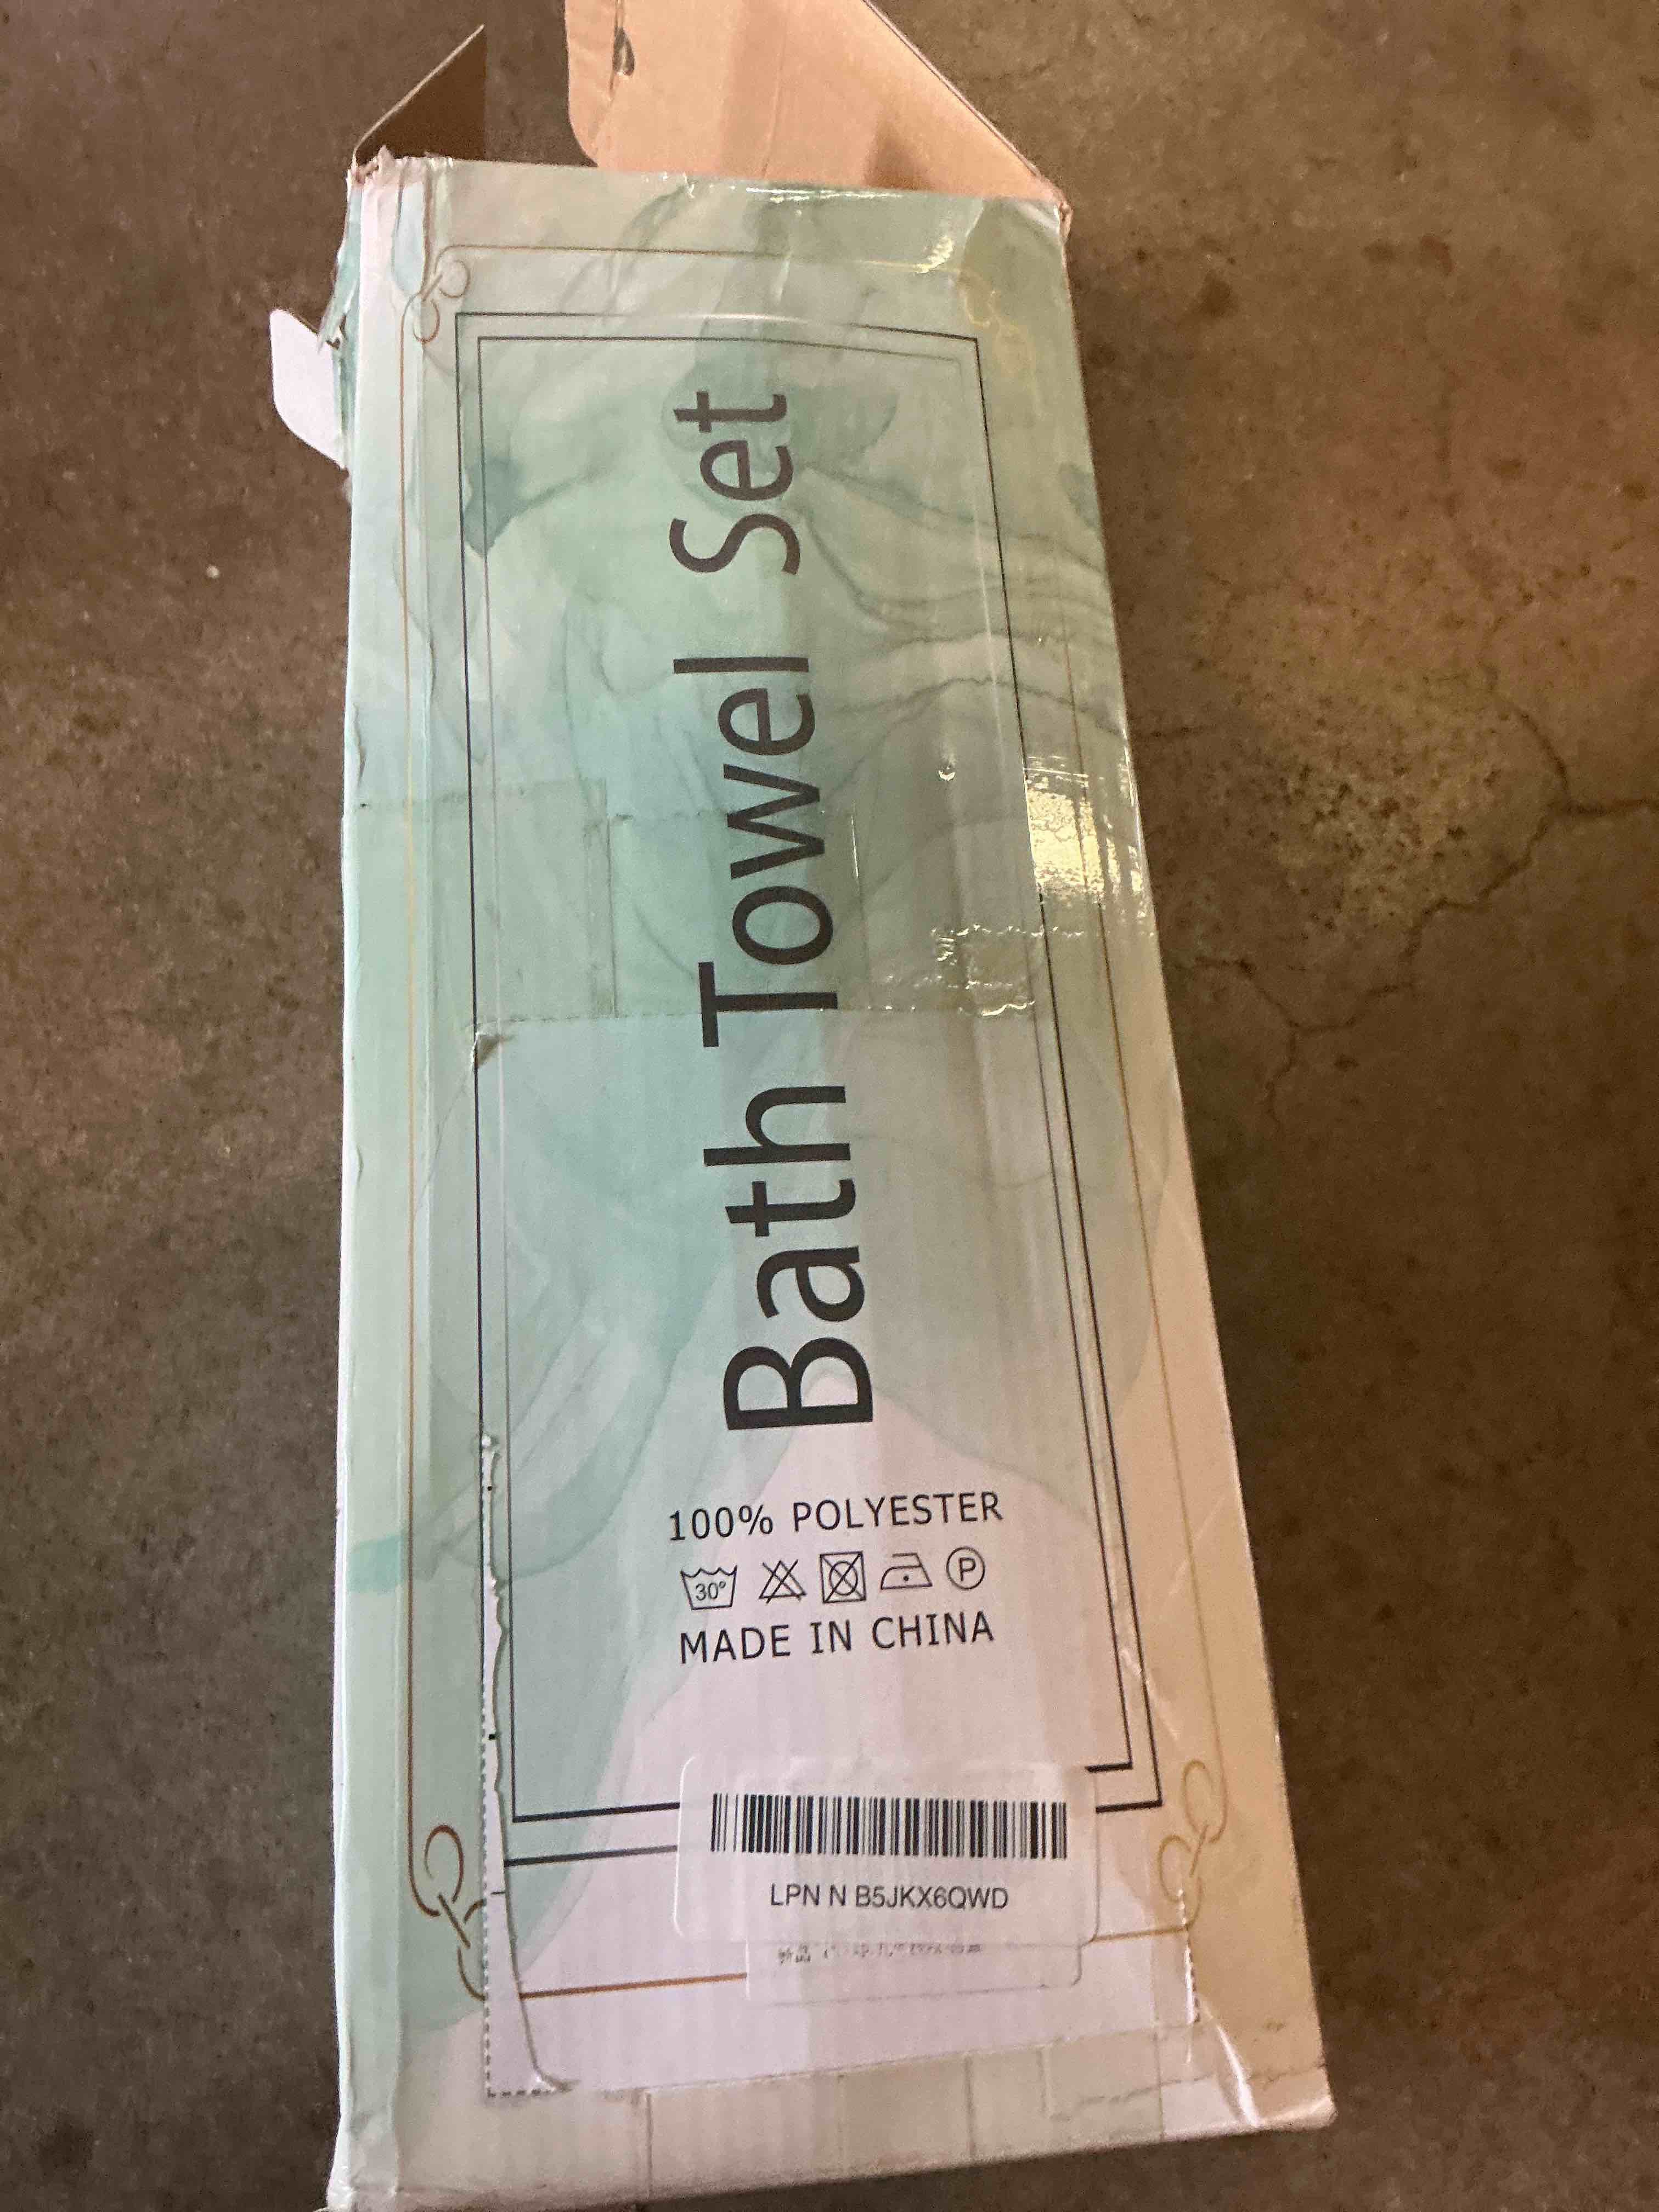 Bath Towel Set
100% POLYESTER
30°
P
MADE IN CHINA
LPN N B5JKX6QWD